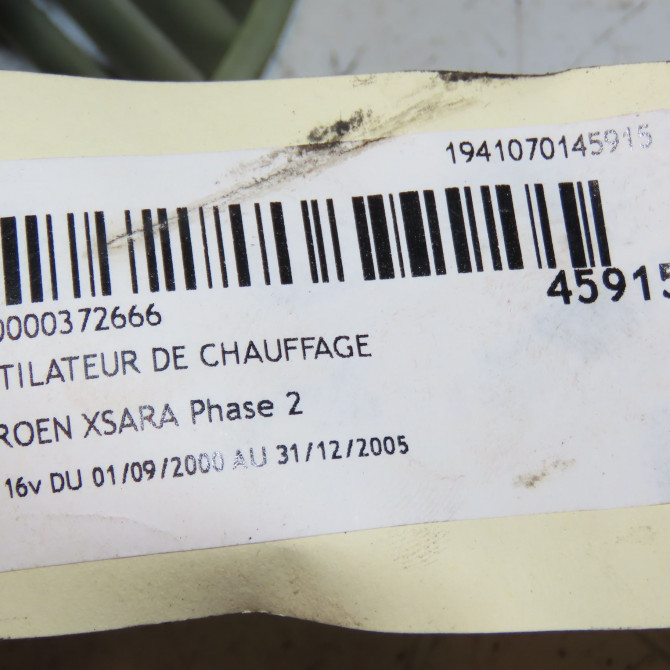 1941070145915
45915
0000372666
TILATEUR DE CHAUFFAGE
ROEN XSARA Phase 2
16v DU 01/09/2000 AU 31/12/2005